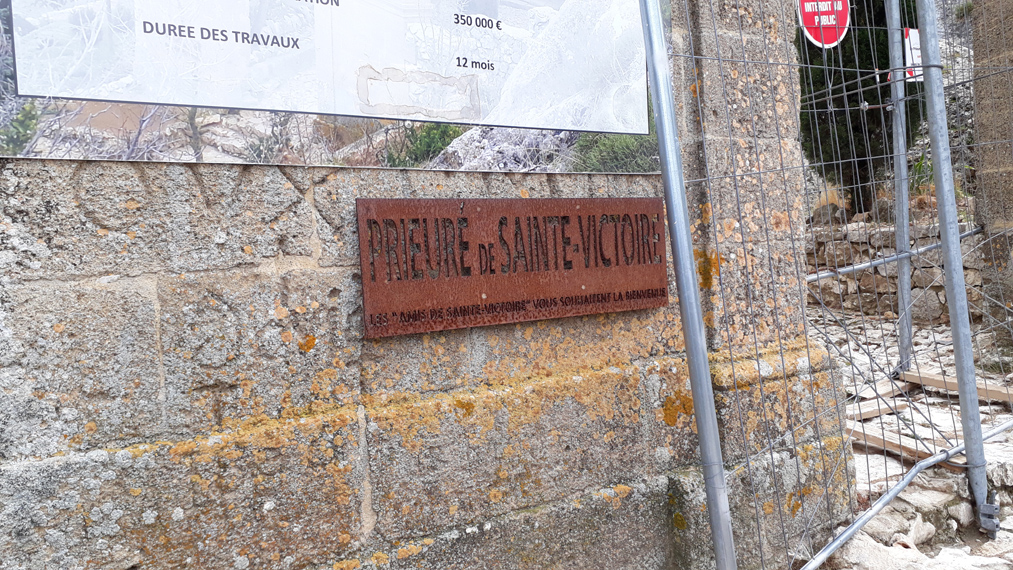 ATION
350 000 €
DUREE DES TRAVAUX
12 mois
INTERDIT AU
PUBLIC
PRIEURÉ DE SAINTE-VICTOIRE
LES "AMIS DE SAINTE-VICTOIRE" VOUS SOUHAITENT LA BIENVENUE